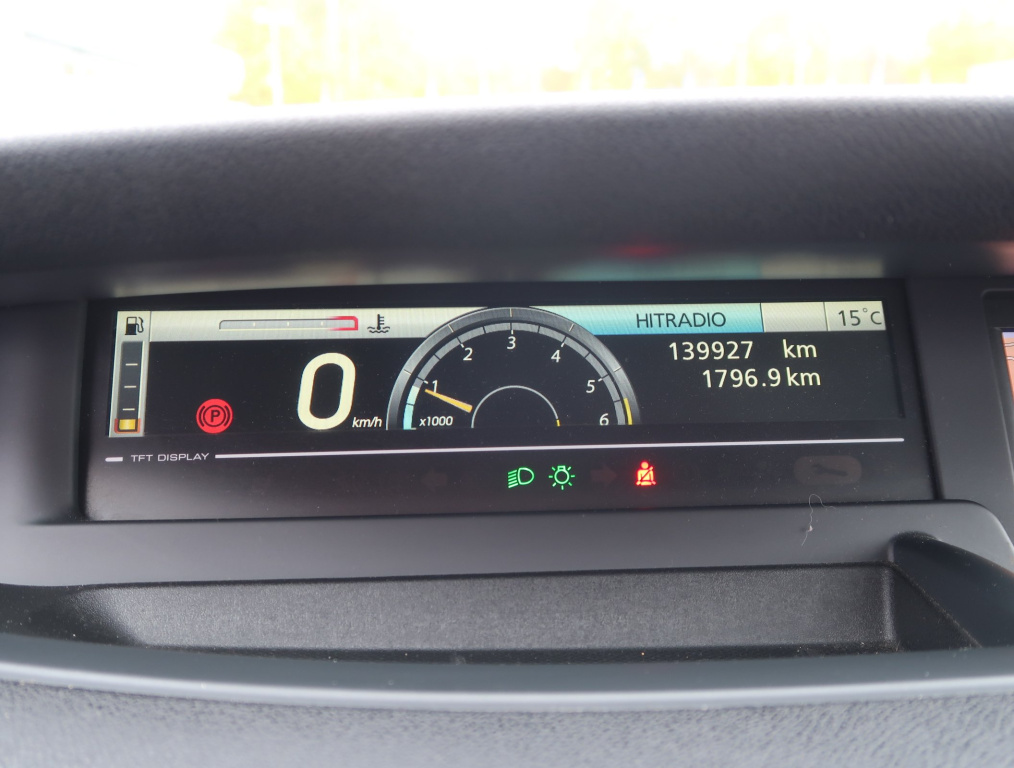 HITRADIO 15°C
139927 km
1796.9 km
0 km/h
1 2 3 4 5 6
x1000
P
TFT DISPLAY